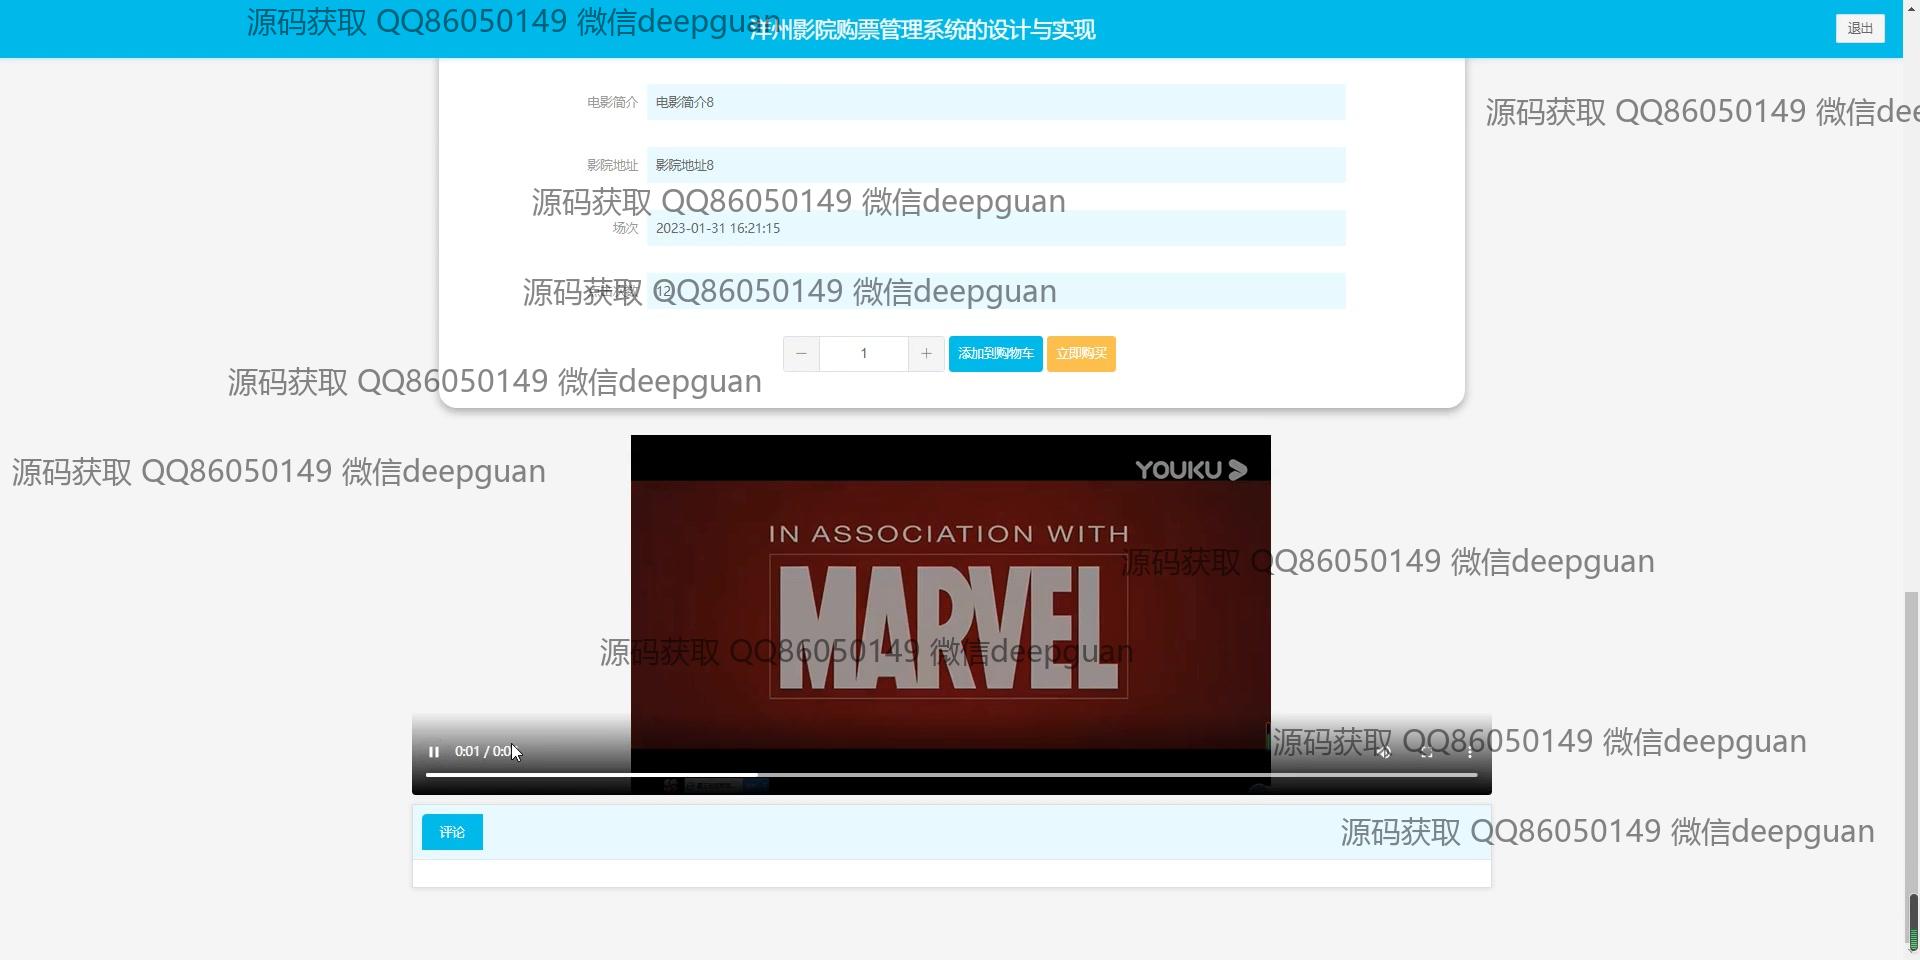 源码获取 QQ86050149 微信deepguan
洋州影院购票管理系统的设计与实现
退出
电影简介
电影简介8
源码获取 QQ86050149 微信dee
影院地址
影院地址8
源码获取 QQ86050149 微信deepguan
场次
2023-01-31 16:21:15
源码获取 QQ86050149 微信deepguan
12
1
添加到购物车
立即购买
源码获取 QQ86050149 微信deepguan
源码获取 QQ86050149 微信deepguan
YOUKU
IN ASSOCIATION WITH
MARVEL
源码获取 QQ86050149 微信deepguan
源码获取 QQ86050149 微信deepguan
0:01 / 0:0
源码获取 QQ86050149 微信deepguan
评论
源码获取 QQ86050149 微信deepguan